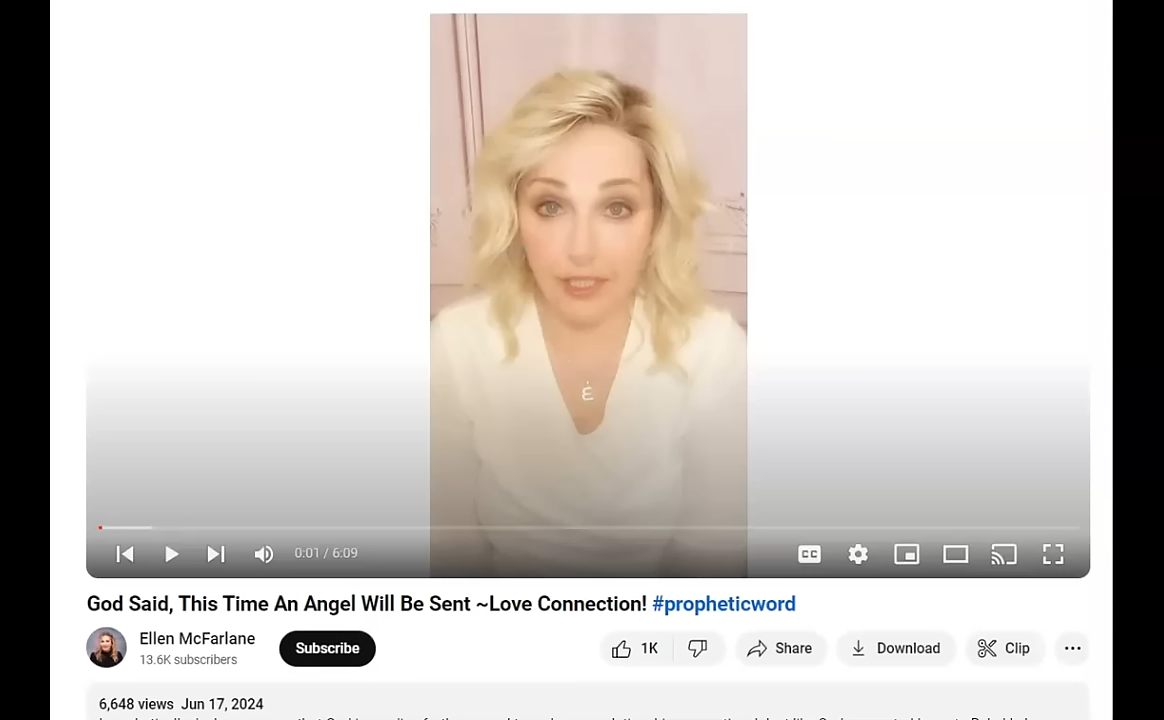 έ
0:01 / 6:09
CC
God Said, This Time An Angel Will Be Sent ~Love Connection! #propheticword
Ellen McFarlane
13.6K subscribers
Subscribe
1K
Share
Download
Clip
6,648 views Jun 17, 2024